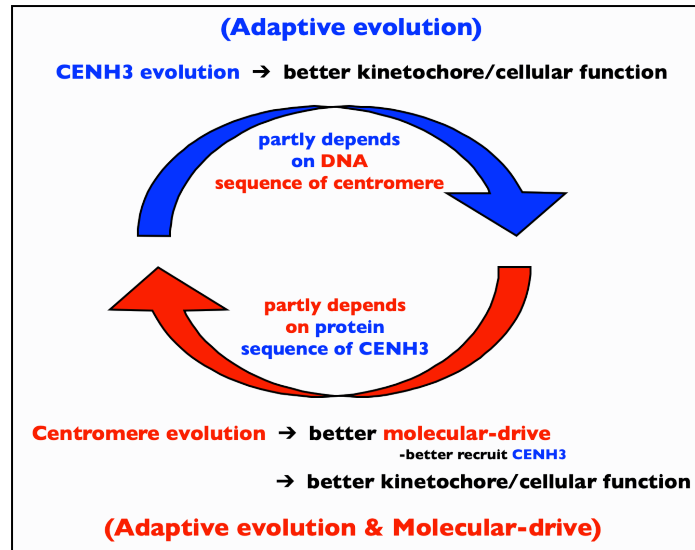 (Adaptive evolution)
CENH3 evolution → better kinetochore/cellular function
partly depends
on DNA
sequence of centromere
partly depends
on protein
sequence of CENH3
Centromere evolution → better molecular-drive
-better recruit CENH3
→ better kinetochore/cellular function
(Adaptive evolution & Molecular-drive)